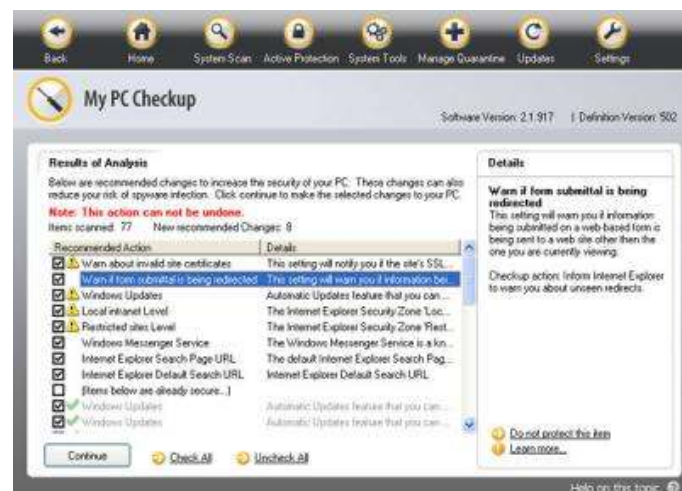 Back Home System Scan Active Protection System Tools Manage Quarantine Updates Settings
My PC Checkup
Software Version: 2.1.917 | Definition Version: 502
Results of Analysis
Below are recommended changes to increase the security of your PC. These changes can also
reduce your risk of spyware infection. Click continue to make the selected changes to your PC.
Note: This action can not be undone.
Items scanned: 77 New recommended Changes: 8
Recommended Action Details
Warn about invalid site certificates This setting will notify you if the site's SSL...
Warn if form submittal is being redirected This setting will warn you if information bei...
Windows Updates Automatic Updates feature that you can ...
Local intranet Level The Internet Explorer Security Zone 'Loc...
Restricted sites Level The Internet Explorer Security Zone 'Rest...
Windows Messenger Service The Windows Messenger Service is a kn...
Internet Explorer Search Page URL The default Internet Explorer Search Pag...
Internet Explorer Default Search URL Internet Explorer Default Search URL
(Items below are already secure...)
Windows Updates Automatic Updates feature that you can ...
Windows Updates Automatic Updates feature that you can ...
Continue Check All Uncheck All
Details
Warn if form submittal is being
redirected
This setting will warn you if information
being submitted on a web-based form is
being sent to a web site other then the
one you are currently viewing.
Checkup action: Inform Internet Explorer
to warn you about unseen redirects.
Do not protect this item
Learn more...
Help on this topic